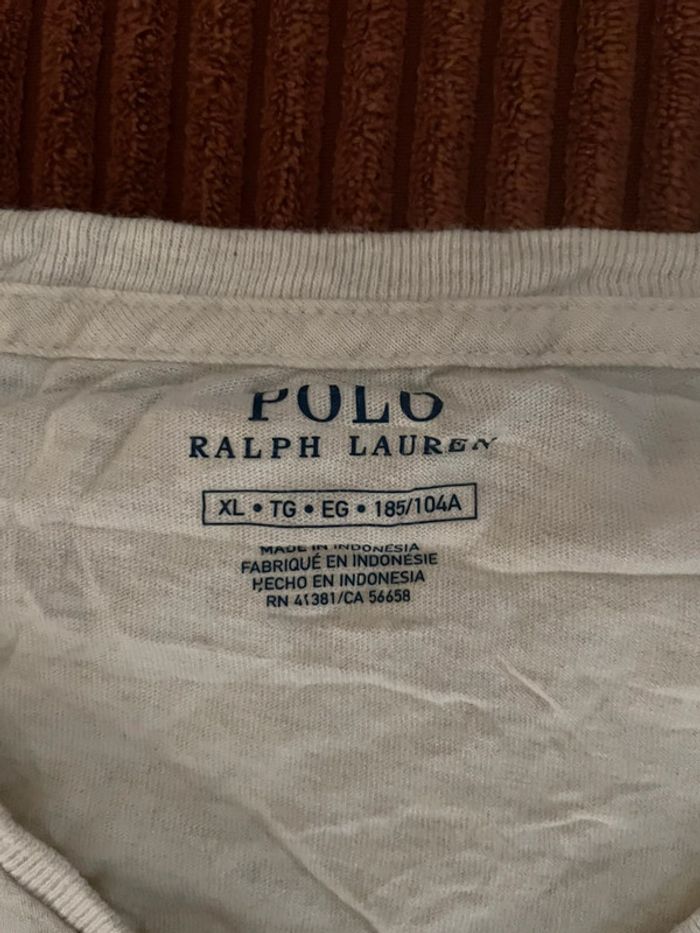 POLO
RALPH LAUREN
XL • TG • EG • 185/104A
MADE IN INDONESIA
FABRIQUÉ EN INDONÉSIE
HECHO EN INDONESIA
RN 41381/CA 56658